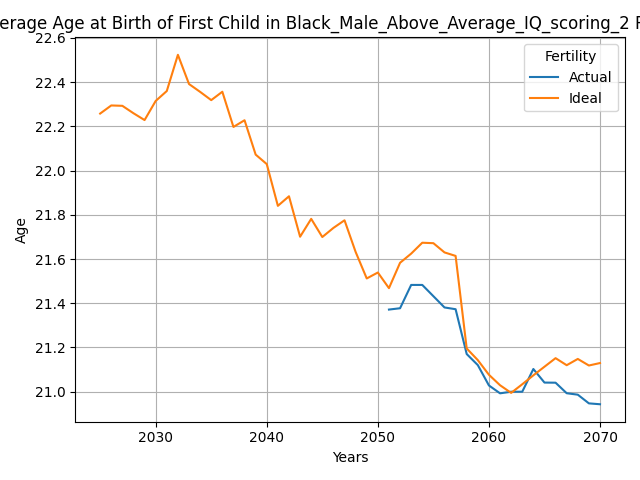 erage Age at Birth of First Child in Black_Male_Above_Average_IQ_scoring_2
22.6
22.4
22.2
22.0
21.8
21.6
21.4
21.2
21.0
Age
Fertility
Actual
Ideal
2030 2040 2050 2060 2070
Years